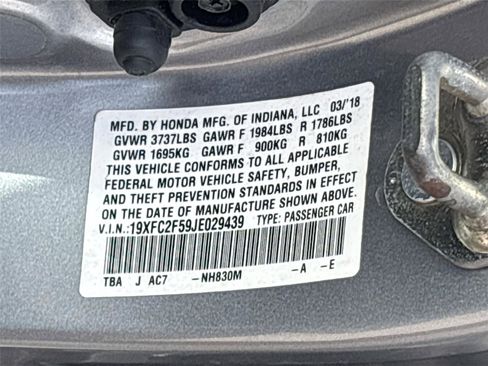 MFD. BY HONDA MFG. OF INDIANA, LLC 03/'18
GVWR 3737LBS GAWR F 1984LBS R 1786LBS
GVWR 1695KG GAWR F 900KG R 810KG
THIS VEHICLE CONFORMS TO ALL APPLICABLE
FEDERAL MOTOR VEHICLE SAFETY, BUMPER,
AND THEFT PREVENTION STANDARDS IN EFFECT
ON THE DATE OF MANUFACTURE SHOWN ABOVE.
V.I.N.:19XFC2F59JE029439 TYPE: PASSENGER CAR
TBA J AC7 -NH830M -A -E